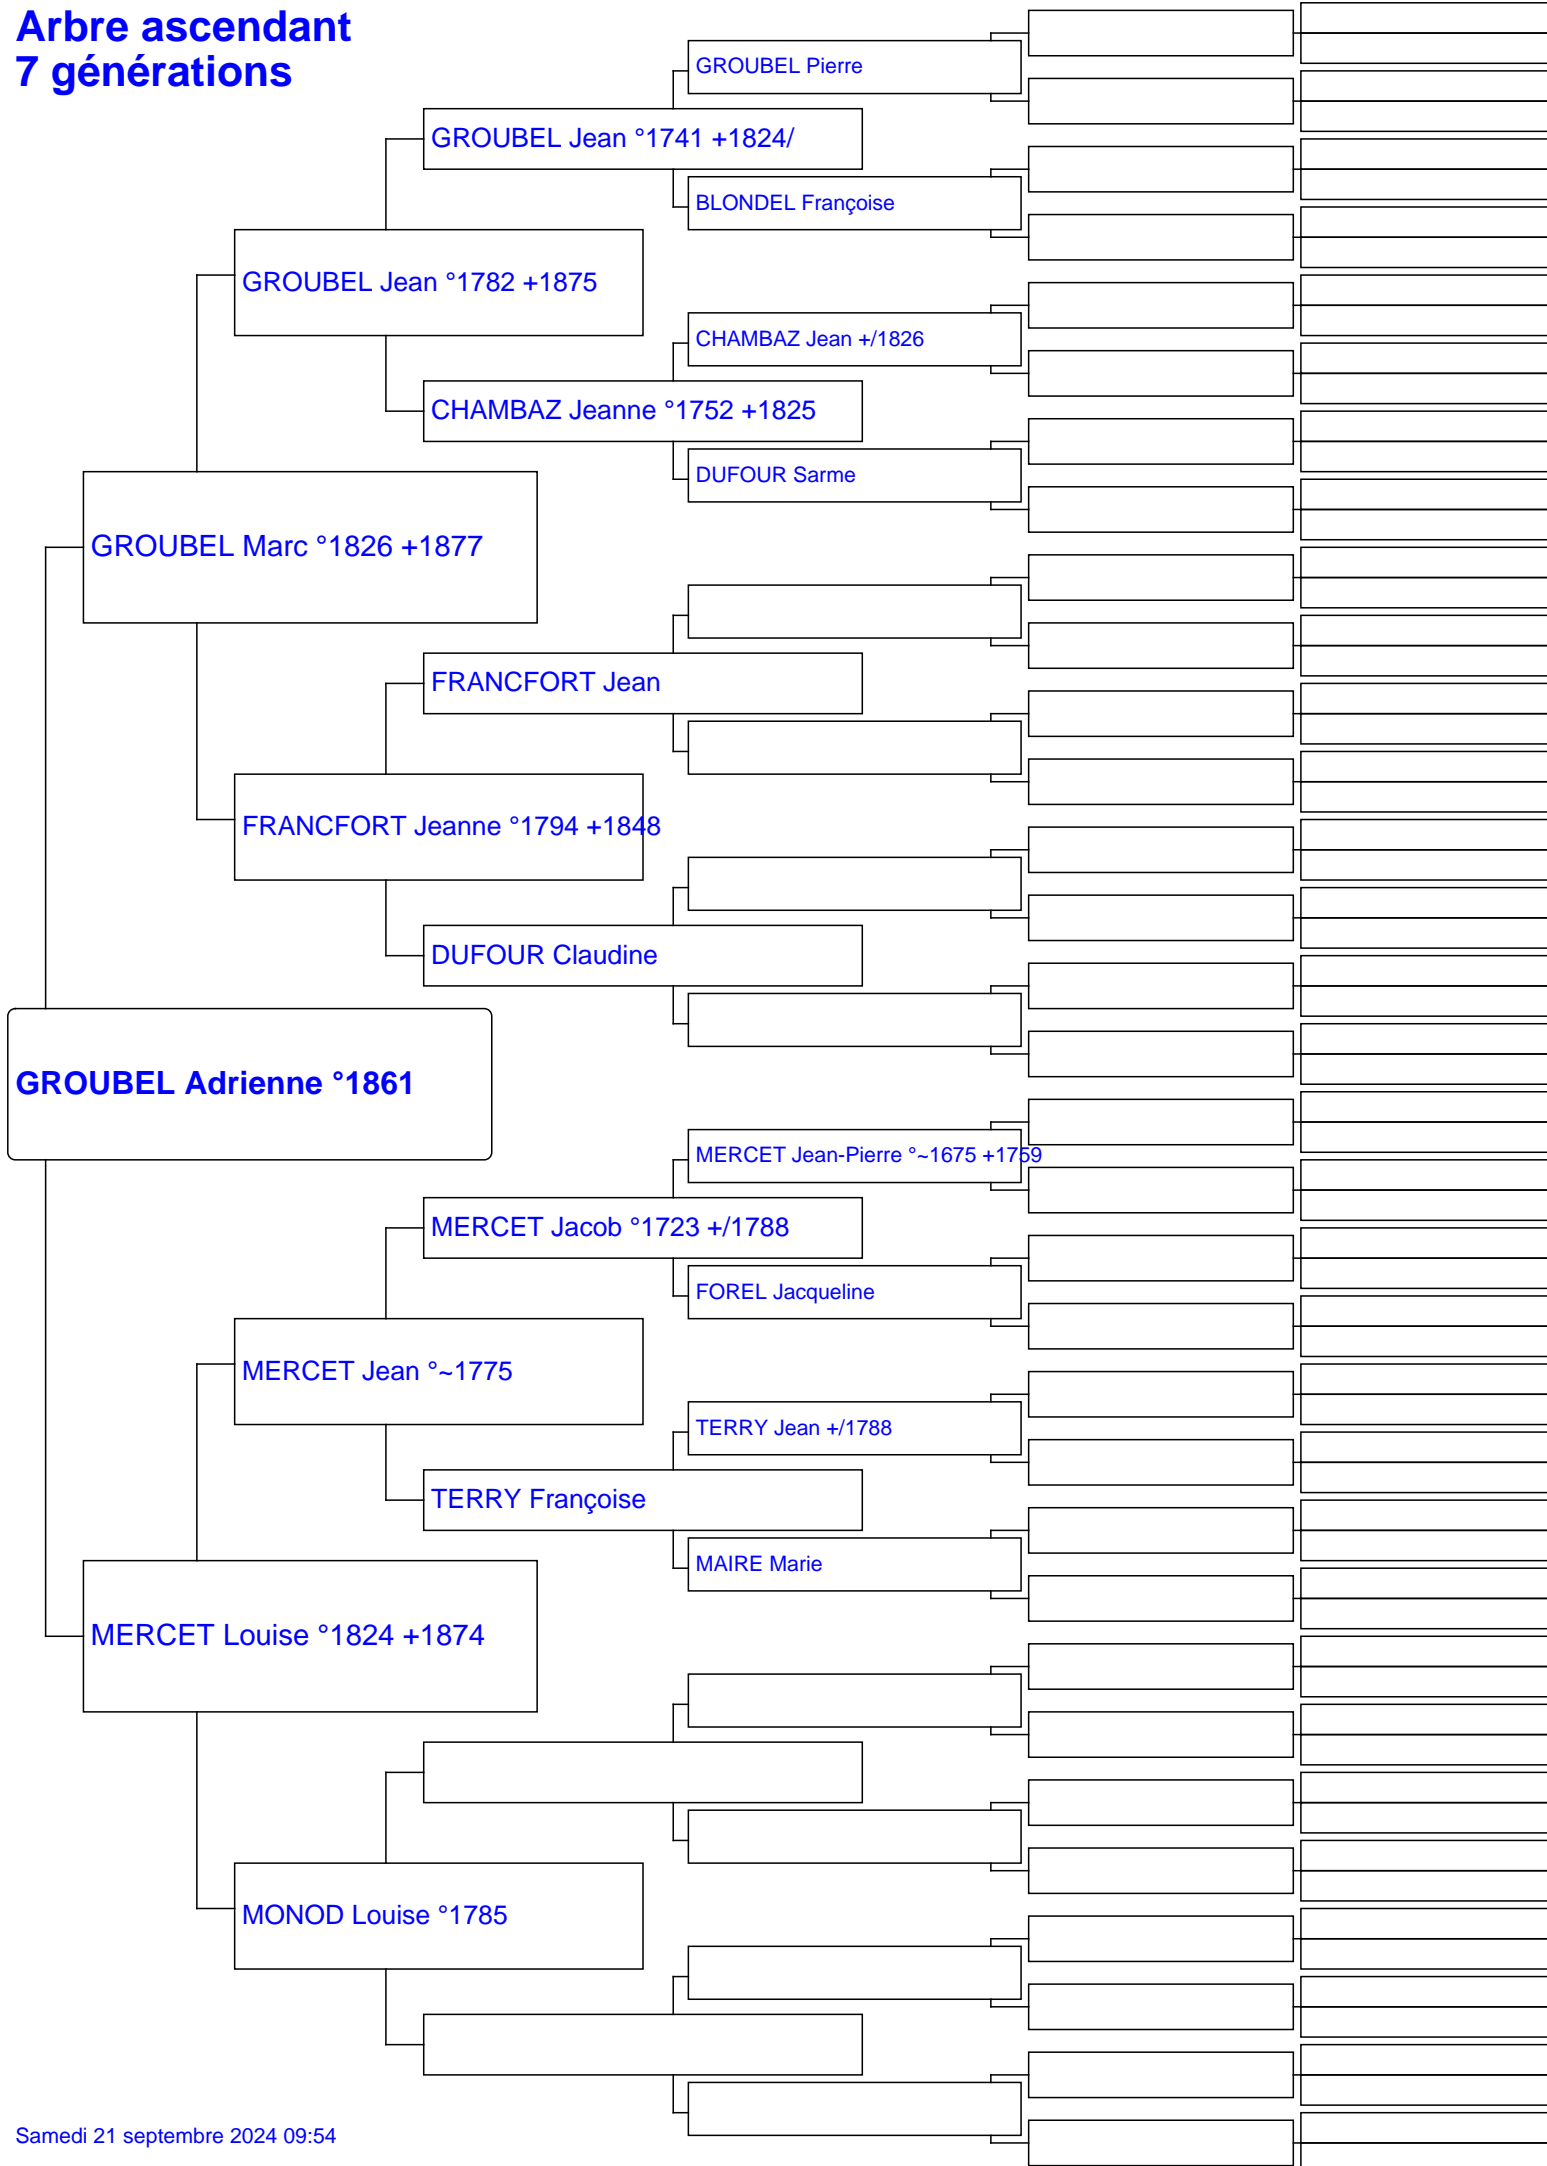 Arbre ascendant
7 générations
GROUBEL Pierre
GROUBEL Jean °1741 +1824/
BLONDEL Françoise
GROUBEL Jean °1782 +1875
CHAMBAZ Jean +/1826
CHAMBAZ Jeanne °1752 +1825
DUFOUR Sarme
GROUBEL Marc °1826 +1877
FRANCFORT Jean
FRANCFORT Jeanne °1794 +1848
DUFOUR Claudine
GROUBEL Adrienne °1861
MERCET Jean-Pierre °~1675 +1759
MERCET Jacob °1723 +/1788
FOREL Jacqueline
MERCET Jean °~1775
TERRY Jean +/1788
TERRY Françoise
MAIRE Marie
MERCET Louise °1824 +1874
MONOD Louise °1785
Samedi 21 septembre 2024 09:54